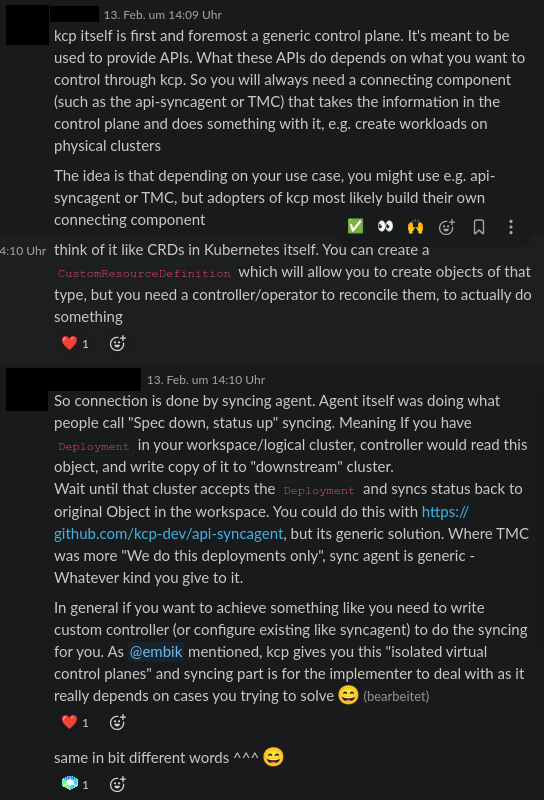 13. Feb. um 14:09 Uhr
kcp itself is first and foremost a generic control plane. It's meant to
be used to provide APIs. What these APIs do depends on what you want to
control through kcp. So you will always need a connecting component
(such as the api-syncagent or TMC) that takes the information in the
control plane and does something with it, e.g. create workloads on
physical clusters
The idea is that depending on your use case, you might use e.g. api-
syncagent or TMC, but adopters of kcp most likely build their own
connecting component
4:10 Uhr think of it like CRDs in Kubernetes itself. You can create a
CustomResourceDefinition which will allow you to create objects of that
type, but you need a controller/operator to reconcile them, to actually do
something
❤️ 1
13. Feb. um 14:10 Uhr
So connection is done by syncing agent. Agent itself was doing what
people call "Spec down, status up" syncing. Meaning If you have
Deployment in your workspace/logical cluster, controller would read this
object, and write copy of it to "downstream" cluster.
Wait until that cluster accepts the Deployment and syncs status back to
original Object in the workspace. You could do this with https://
github.com/kcp-dev/api-syncagent, but its generic solution. Where TMC
was more "We do this deployments only", sync agent is generic -
Whatever kind you give to it.
In general if you want to achieve something like you need to write
custom controller (or configure existing like syncagent) to do the syncing
for you. As @embik mentioned, kcp gives you this "isolated virtual
control planes" and syncing part is for the implementer to deal with as it
really depends on cases you trying to solve 😄 (bearbeitet)
❤️ 1
same in bit different words ^^^ 😄
1